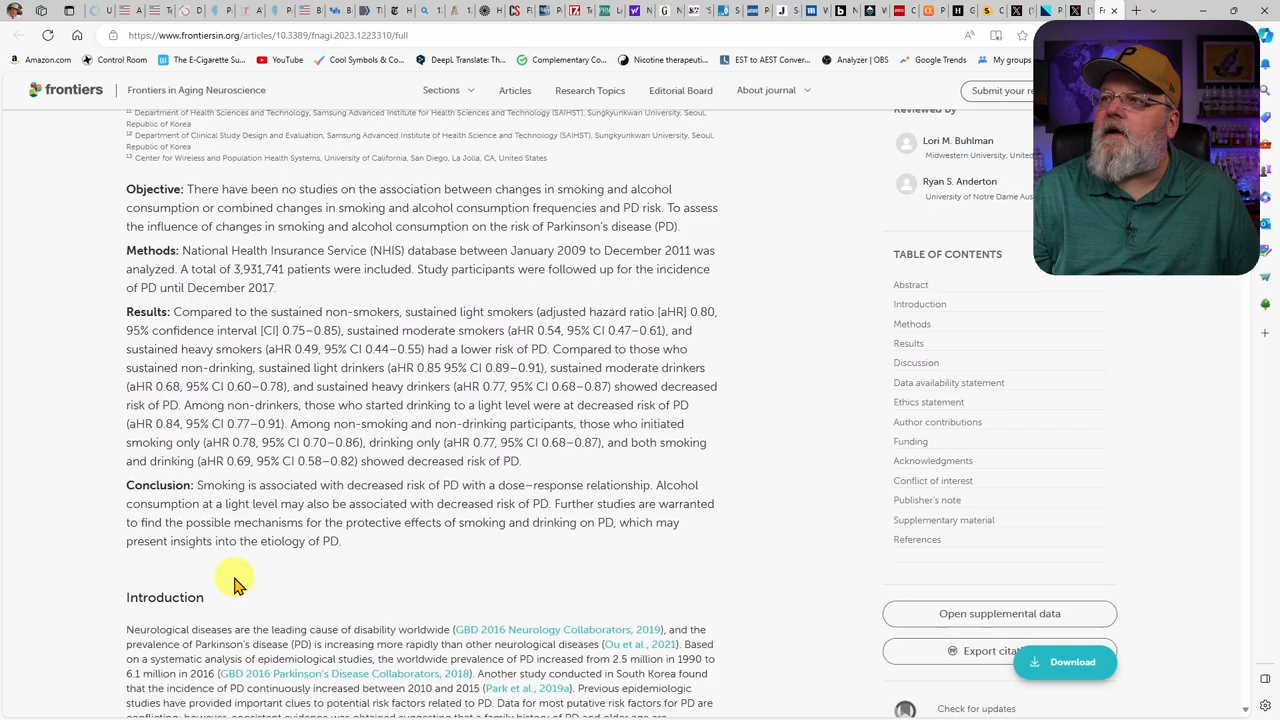 https://www.frontiersin.org/articles/10.3389/fnagi.2023.1223310/full
Amazon.com
Control Room
The E-Cigarette Su...
YouTube
Cool Symbols & Co...
DeepL Translate: Th...
Complementary Co...
Nicotine therapeuti...
EST to AEST Conver...
Analyzer | OBS
Google Trends
My groups
frontiers
Frontiers in Aging Neuroscience
Sections
Articles
Research Topics
Editorial Board
About journal
Submit your re
11 Department of Health Sciences and Technology, Samsung Advanced Institute for Health Sciences and Technology (SAIHST), Sungkyunkwan University, Seoul,
Republic of Korea
12 Department of Clinical Study Design and Evaluation, Samsung Advanced Institute of Health Science and Technology (SAIHST), Sungkyunkwan University, Seoul,
Republic of Korea
13 Center for Wireless and Population Health Systems, University of California, San Diego, La Jolla, CA, United States
Objective: There have been no studies on the association between changes in smoking and alcohol
consumption or combined changes in smoking and alcohol consumption frequencies and PD risk. To assess
the influence of changes in smoking and alcohol consumption on the risk of Parkinson's disease (PD).
Methods: National Health Insurance Service (NHIS) database between January 2009 to December 2011 was
analyzed. A total of 3,931,741 patients were included. Study participants were followed up for the incidence
of PD until December 2017.
Results: Compared to the sustained non-smokers, sustained light smokers (adjusted hazard ratio [aHR] 0.80,
95% confidence interval [CI] 0.75–0.85), sustained moderate smokers (aHR 0.54, 95% CI 0.47–0.61), and
sustained heavy smokers (aHR 0.49, 95% CI 0.44–0.55) had a lower risk of PD. Compared to those who
sustained non-drinking, sustained light drinkers (aHR 0.85 95% CI 0.89–0.91), sustained moderate drinkers
(aHR 0.68, 95% CI 0.60–0.78), and sustained heavy drinkers (aHR 0.77, 95% CI 0.68–0.87) showed decreased
risk of PD. Among non-drinkers, those who started drinking to a light level were at decreased risk of PD
(aHR 0.84, 95% CI 0.77–0.91). Among non-smoking and non-drinking participants, those who initiated
smoking only (aHR 0.78, 95% CI 0.70–0.86), drinking only (aHR 0.77, 95% CI 0.68–0.87), and both smoking
and drinking (aHR 0.69, 95% CI 0.58–0.82) showed decreased risk of PD.
Conclusion: Smoking is associated with decreased risk of PD with a dose–response relationship. Alcohol
consumption at a light level may also be associated with decreased risk of PD. Further studies are warranted
to find the possible mechanisms for the protective effects of smoking and drinking on PD, which may
present insights into the etiology of PD.
Introduction
Neurological diseases are the leading cause of disability worldwide (GBD 2016 Neurology Collaborators, 2019), and the
prevalence of Parkinson's disease (PD) is increasing more rapidly than other neurological diseases (Ou et al., 2021). Based
on a systematic analysis of epidemiological studies, the worldwide prevalence of PD increased from 2.5 million in 1990 to
6.1 million in 2016 (GBD 2016 Parkinson's Disease Collaborators, 2018). Another study conducted in South Korea found
that the incidence of PD continuously increased between 2010 and 2015 (Park et al., 2019a). Previous epidemiologic
studies have provided important clues to potential risk factors related to PD. Data for most putative risk factors for PD are
conflicting; however, consistent evidence was obtained suggesting that a family history of PD and older age are
Reviewed by
Lori M. Buhlman
Midwestern University, United
Ryan S. Anderton
University of Notre Dame Aus
TABLE OF CONTENTS
Abstract
Introduction
Methods
Results
Discussion
Data availability statement
Ethics statement
Author contributions
Funding
Acknowledgments
Conflict of interest
Publisher's note
Supplementary material
References
Open supplemental data
Export cita
Download
Check for updates